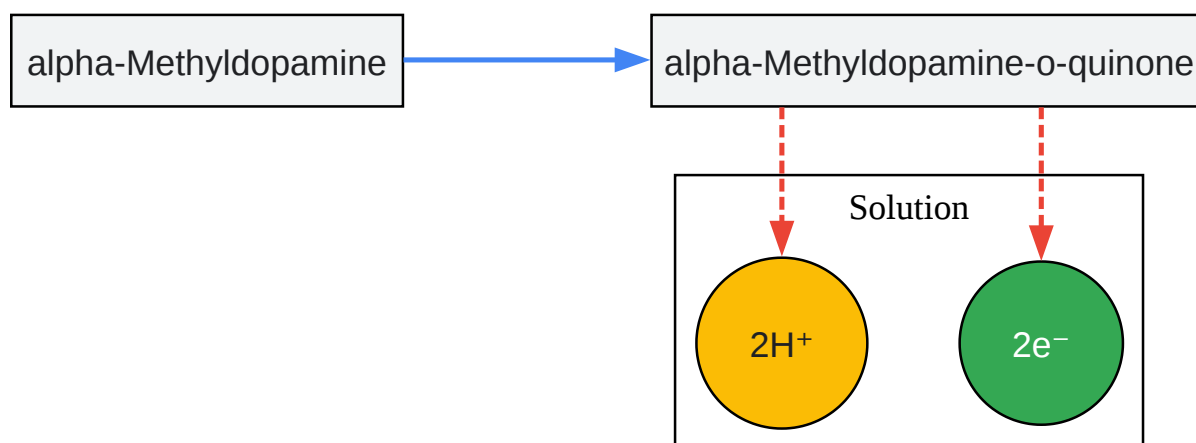 alpha-Methyldopamine
alpha-Methyldopamine-o-quinone
Solution
2H⁺
2e⁻